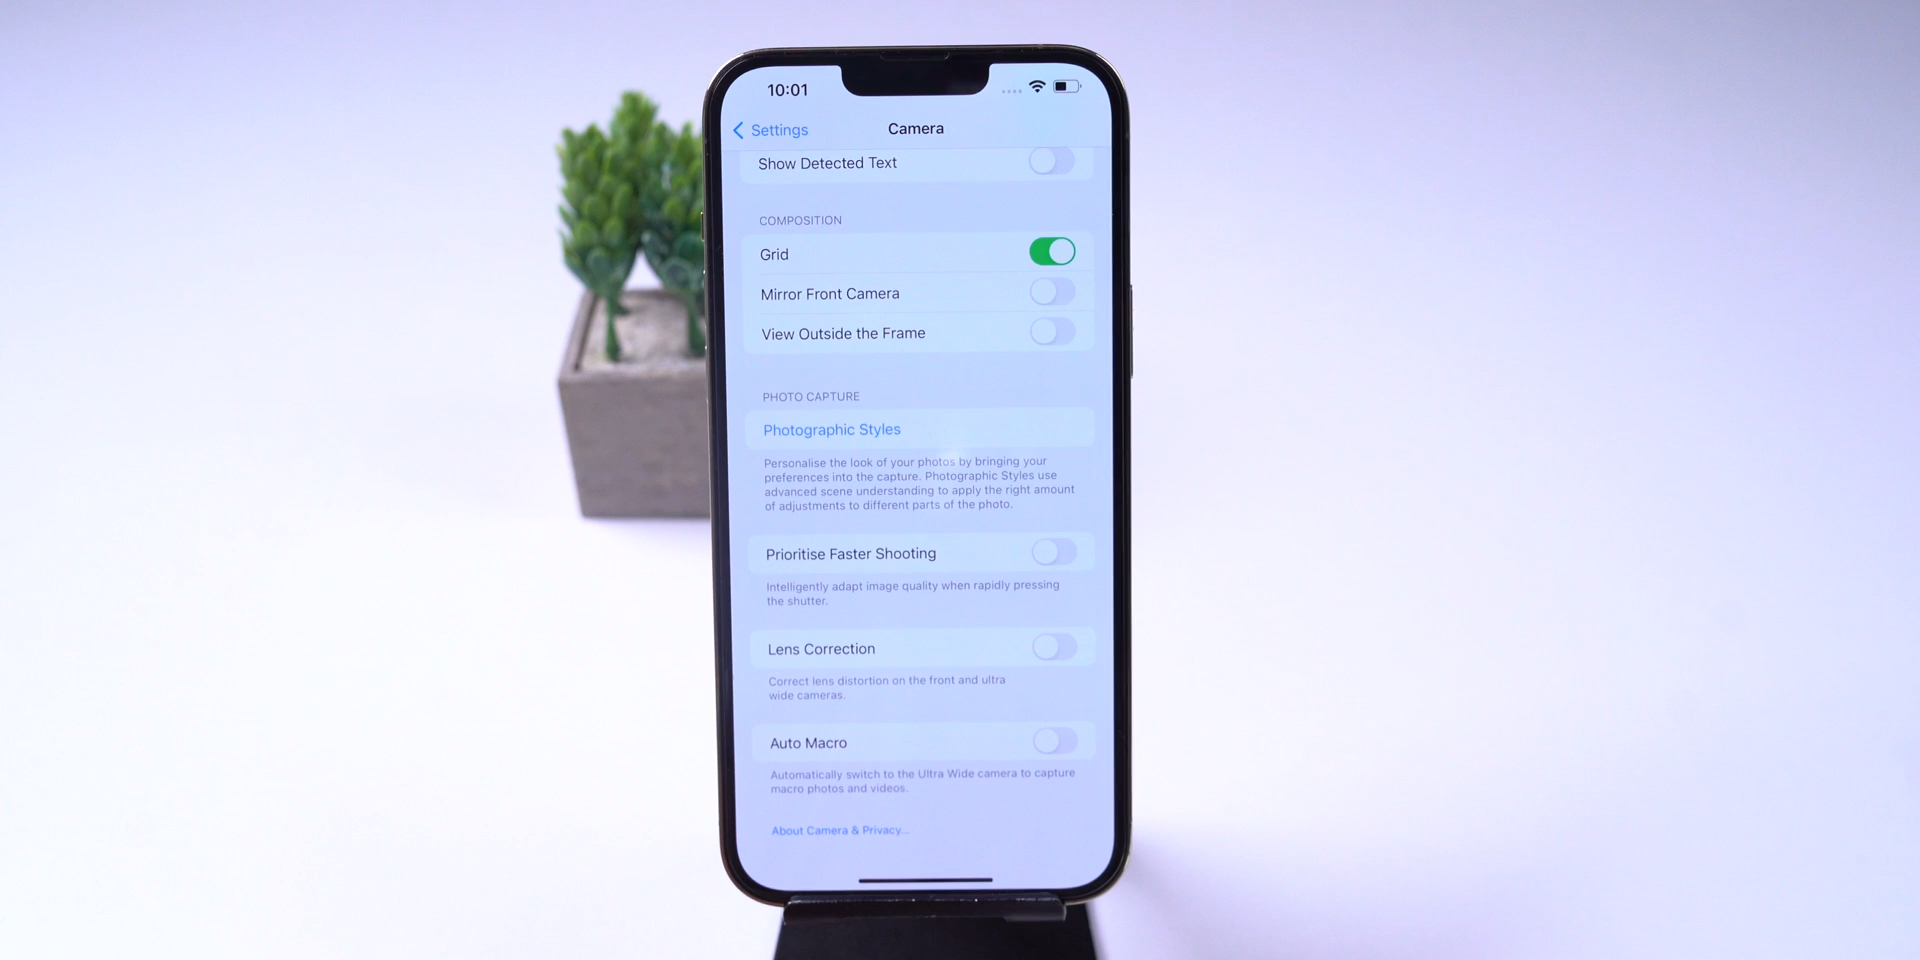 10:01
Settings
Camera
Show Detected Text
COMPOSITION
Grid
Mirror Front Camera
View Outside the Frame
PHOTO CAPTURE
Photographic Styles
Personalise the look of your photos by bringing your
preferences into the capture. Photographic Styles use
advanced scene understanding to apply the right amount
of adjustments to different parts of the photo.
Prioritise Faster Shooting
Intelligently adapt image quality when rapidly pressing
the shutter.
Lens Correction
Correct lens distortion on the front and ultra
wide cameras.
Auto Macro
Automatically switch to the Ultra Wide camera to capture
macro photos and videos.
About Camera & Privacy...